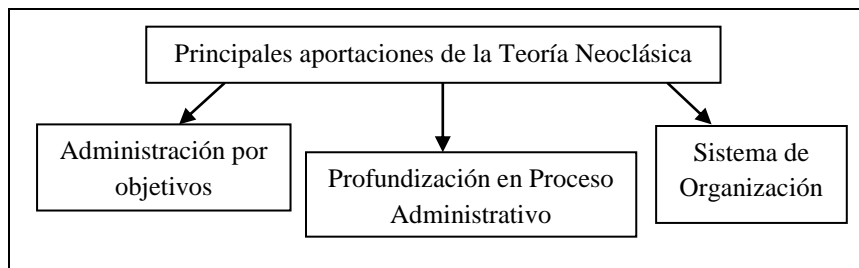 Principales aportaciones de la Teoría Neoclásica
Administración por
objetivos
Profundización en Proceso
Administrativo
Sistema de
Organización